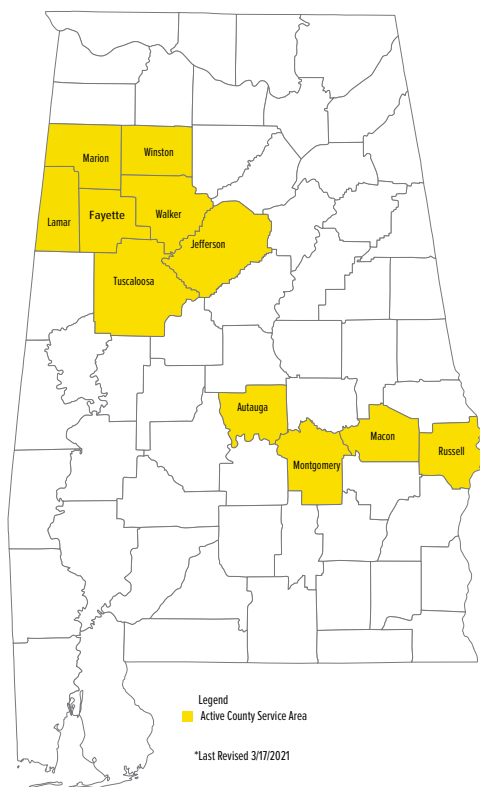 Marion
Winston
Lamar
Fayette
Walker
Jefferson
Tuscaloosa
Autauga
Macon
Montgomery
Russell
Legend
Active County Service Area
*Last Revised 3/17/2021